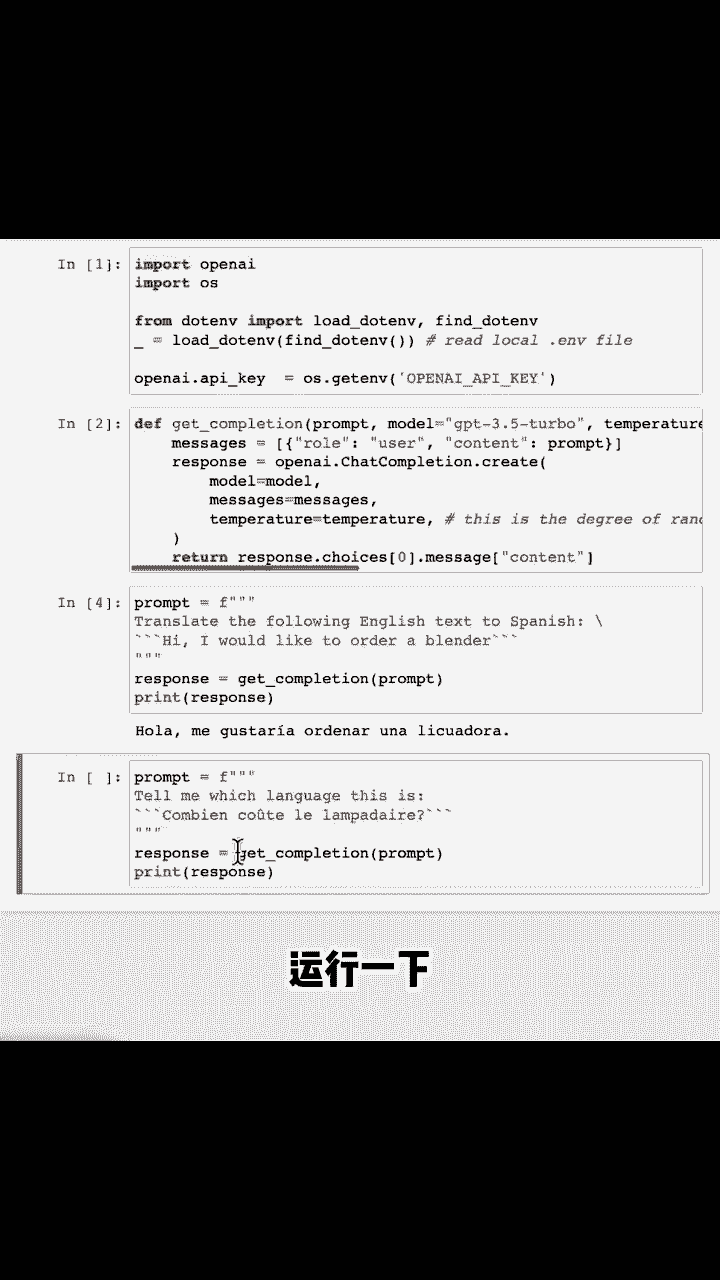 In [1]:
import openai
import os
from dotenv import load_dotenv, find_dotenv
_ = load_dotenv(find_dotenv()) # read local .env file
openai.api_key  = os.getenv('OPENAI_API_KEY')
In [2]:
def get_completion(prompt, model="gpt-3.5-turbo", temperature
    messages = [{"role": "user", "content": prompt}]
    response = openai.ChatCompletion.create(
        model=model,
        messages=messages,
        temperature=temperature, # this is the degree of
    )
    return response.choices[0].message["content"]
In [4]:
prompt = f"""
Translate the following English text to Spanish: \
```Hi, I would like to order a blender```
"""
response = get_completion(prompt)
print(response)
Hola, me gustaría ordenar una licuadora.
In [ ]:
prompt = f"""
Tell me which language this is:
```Combien coûte le lampadaire?```
"""
response = get_completion(prompt)
print(response)
运行一下